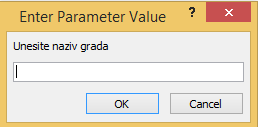 Enter Parameter Value ? ×
Unesite naziv grada
OK Cancel